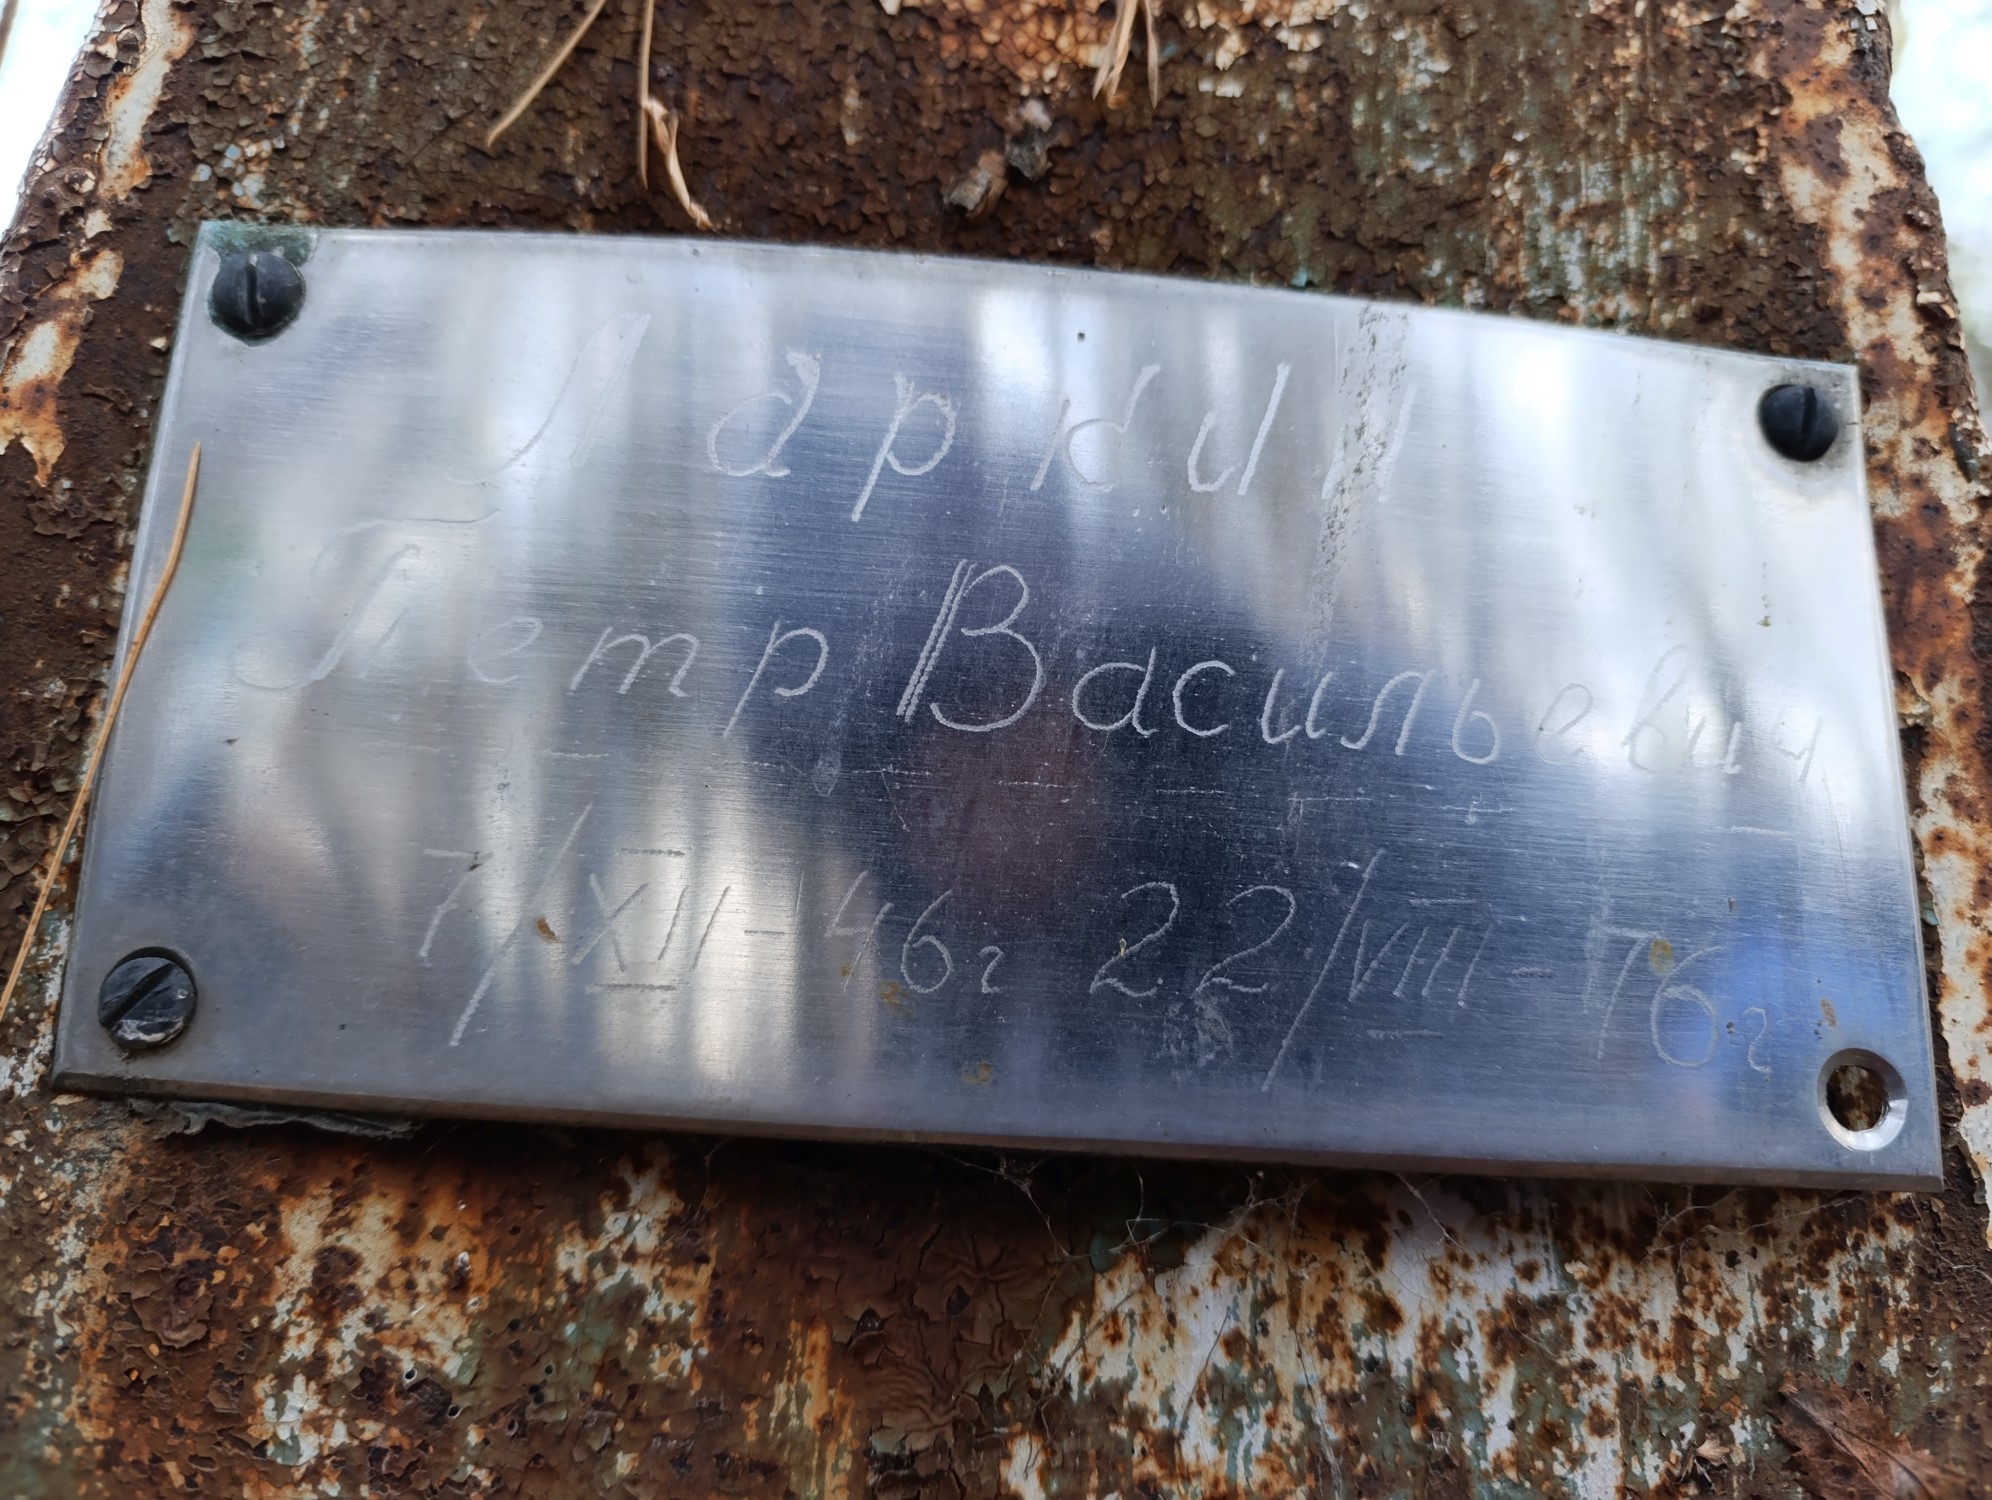 Ларкин
Петр Васильевич
7/XII-46г 22/VIII-76г